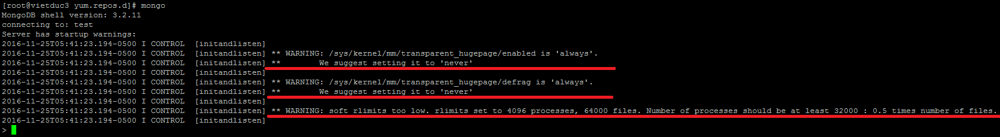 [root@vietduc3 yum.repos.d]# mongo
MongoDB shell version: 3.2.11
connecting to: test
Server has startup warnings:
2016-11-25T05:41:23.194-0500 I CONTROL  [initandlisten]
2016-11-25T05:41:23.194-0500 I CONTROL  [initandlisten] ** WARNING: /sys/kernel/mm/transparent_hugepage/enabled is 'always'.
2016-11-25T05:41:23.194-0500 I CONTROL  [initandlisten] **        We suggest setting it to 'never'
2016-11-25T05:41:23.194-0500 I CONTROL  [initandlisten]
2016-11-25T05:41:23.194-0500 I CONTROL  [initandlisten] ** WARNING: /sys/kernel/mm/transparent_hugepage/defrag is 'always'.
2016-11-25T05:41:23.194-0500 I CONTROL  [initandlisten] **        We suggest setting it to 'never'
2016-11-25T05:41:23.194-0500 I CONTROL  [initandlisten]
2016-11-25T05:41:23.194-0500 I CONTROL  [initandlisten] ** WARNING: soft rlimits too low. rlimits set to 4096 processes, 64000 files. Number of processes should be at least 32000 : 0.5 times number of files.
2016-11-25T05:41:23.194-0500 I CONTROL  [initandlisten]
>